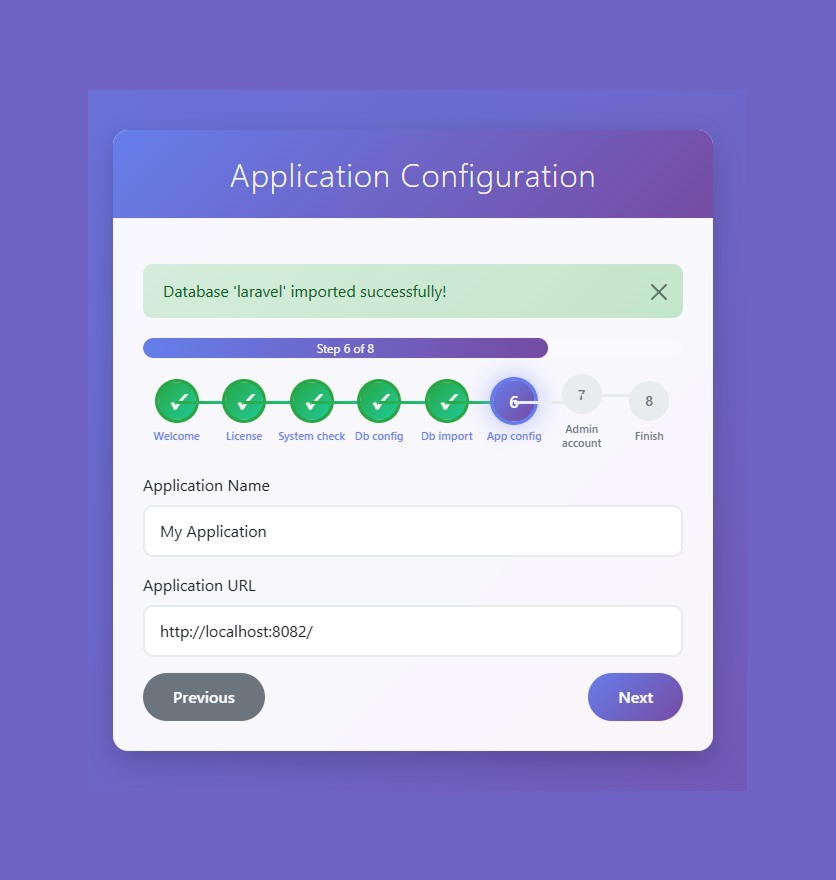 Application Configuration
Database 'laravel' imported successfully!
Step 6 of 8
✓ ✓ ✓ ✓ ✓ 6 7 8
Welcome License System check Db config Db import App config Admin account Finish
Application Name
My Application
Application URL
http://localhost:8082/
Previous Next